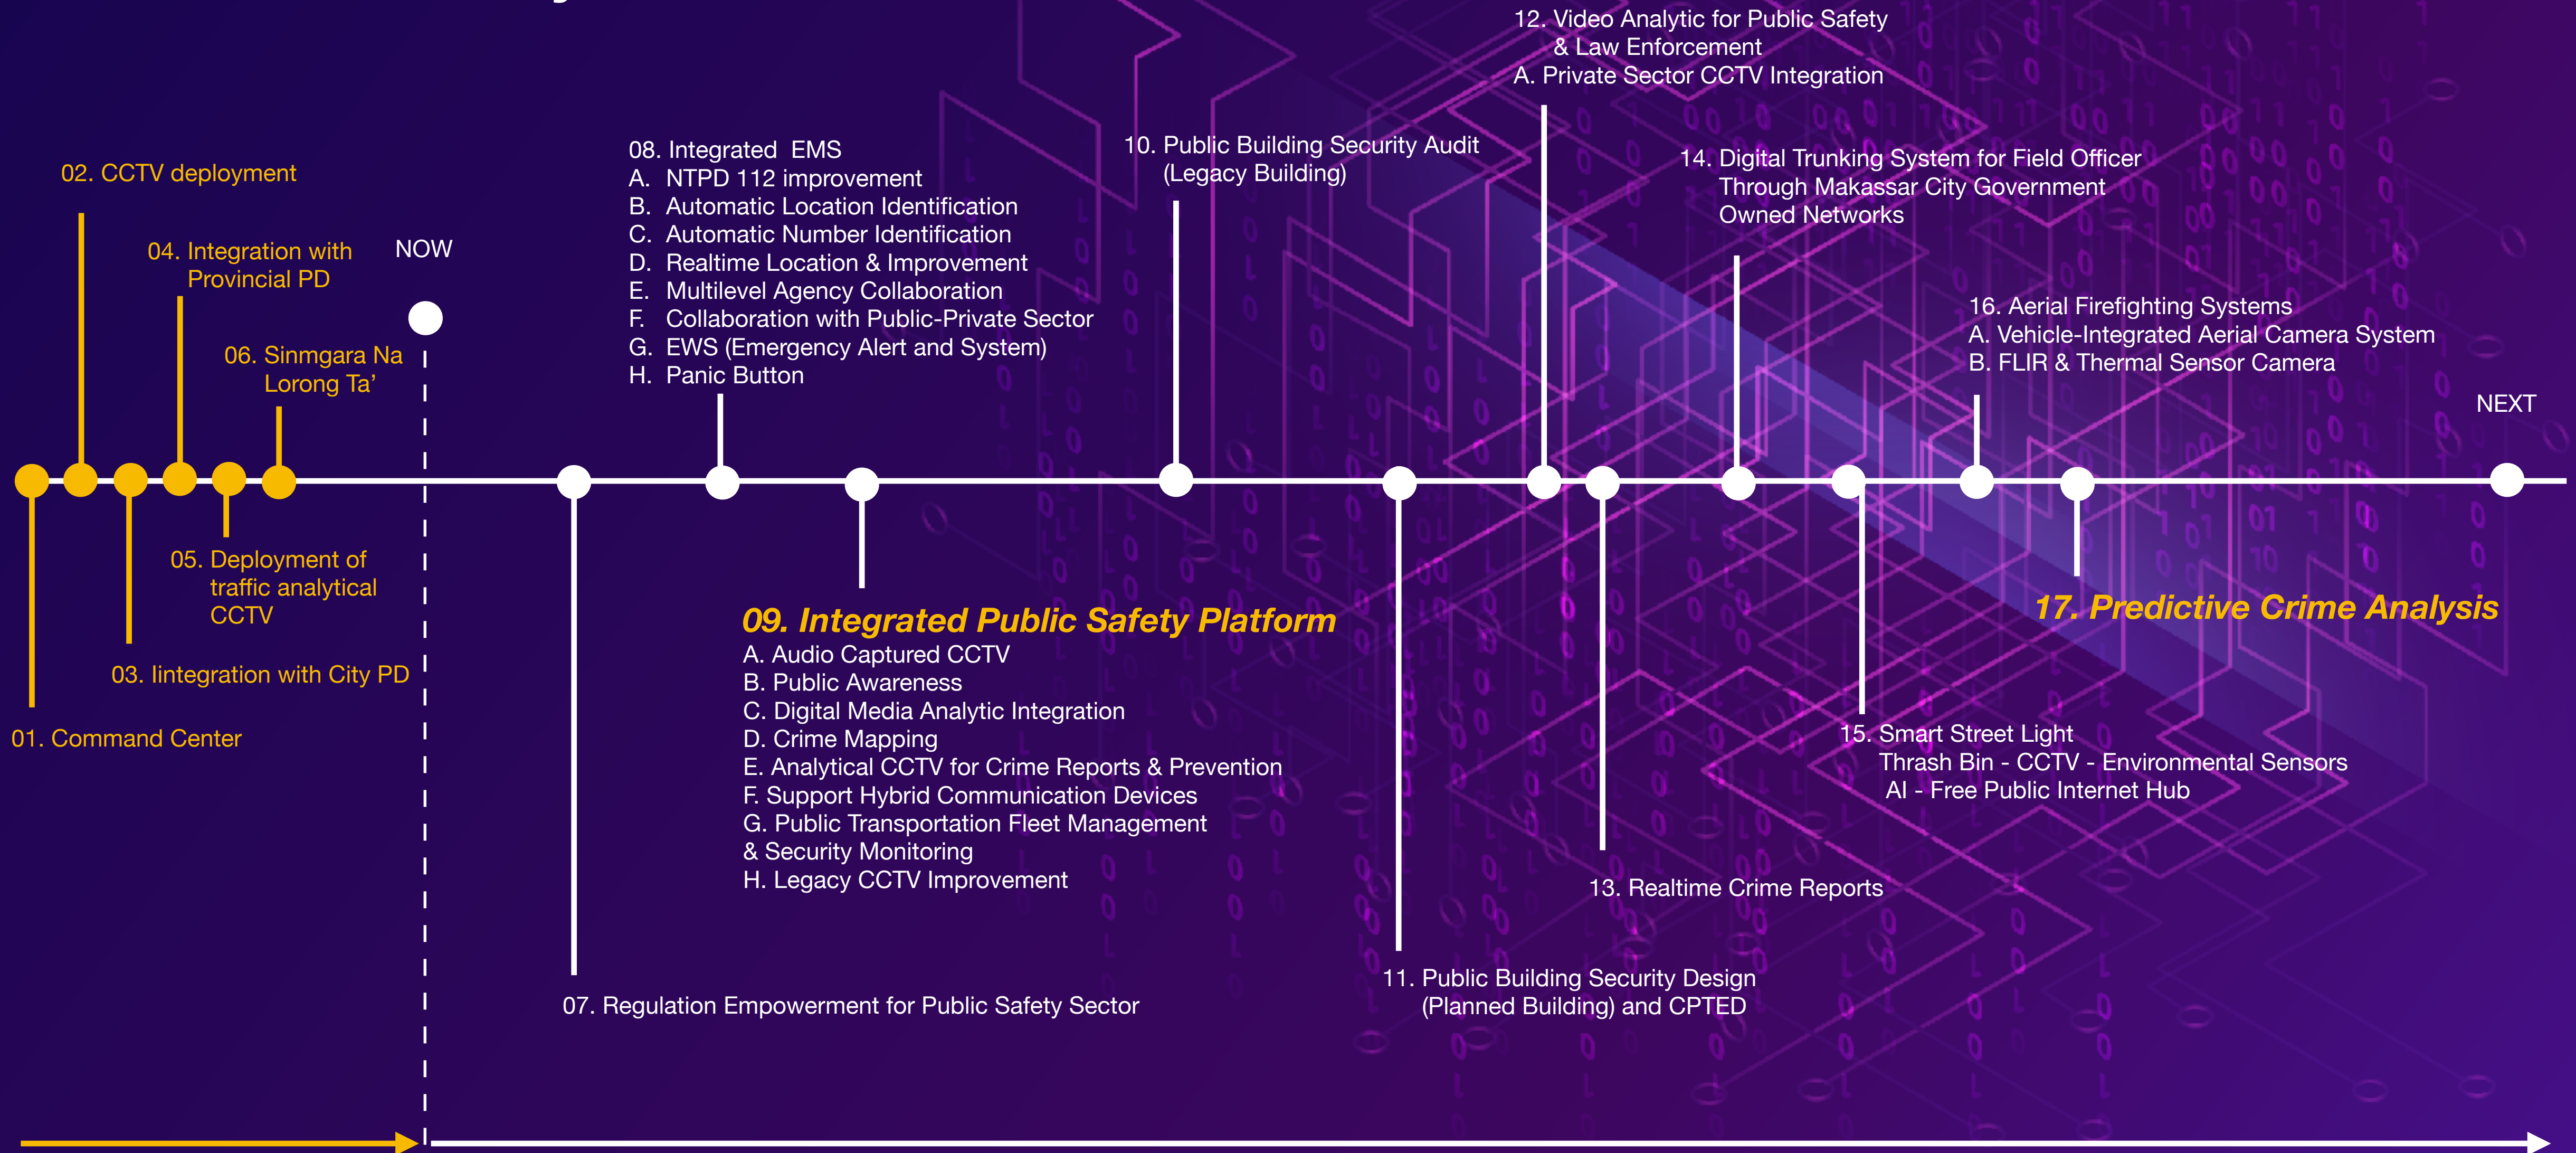 01. Command Center
02. CCTV deployment
03. Iintegration with City PD
04. Integration with
Provincial PD
05. Deployment of
traffic analytical
CCTV
06. Sinmgara Na
Lorong Ta’
NOW
07. Regulation Empowerment for Public Safety Sector
08. Integrated  EMS
A. NTPD 112 improvement
B. Automatic Location Identification
C. Automatic Number Identification
D. Realtime Location & Improvement
E. Multilevel Agency Collaboration
F. Collaboration with Public-Private Sector
G. EWS (Emergency Alert and System)
H. Panic Button
09. Integrated Public Safety Platform
A. Audio Captured CCTV
B. Public Awareness
C. Digital Media Analytic Integration
D. Crime Mapping
E. Analytical CCTV for Crime Reports & Prevention
F. Support Hybrid Communication Devices
G. Public Transportation Fleet Management
& Security Monitoring
H. Legacy CCTV Improvement
10. Public Building Security Audit
(Legacy Building)
11. Public Building Security Design
(Planned Building) and CPTED
12. Video Analytic for Public Safety
& Law Enforcement
A. Private Sector CCTV Integration
13. Realtime Crime Reports
14. Digital Trunking System for Field Officer
Through Makassar City Government
Owned Networks
15. Smart Street Light
Thrash Bin - CCTV - Environmental Sensors
AI - Free Public Internet Hub
16. Aerial Firefighting Systems
A. Vehicle-Integrated Aerial Camera System
B. FLIR & Thermal Sensor Camera
17. Predictive Crime Analysis
NEXT